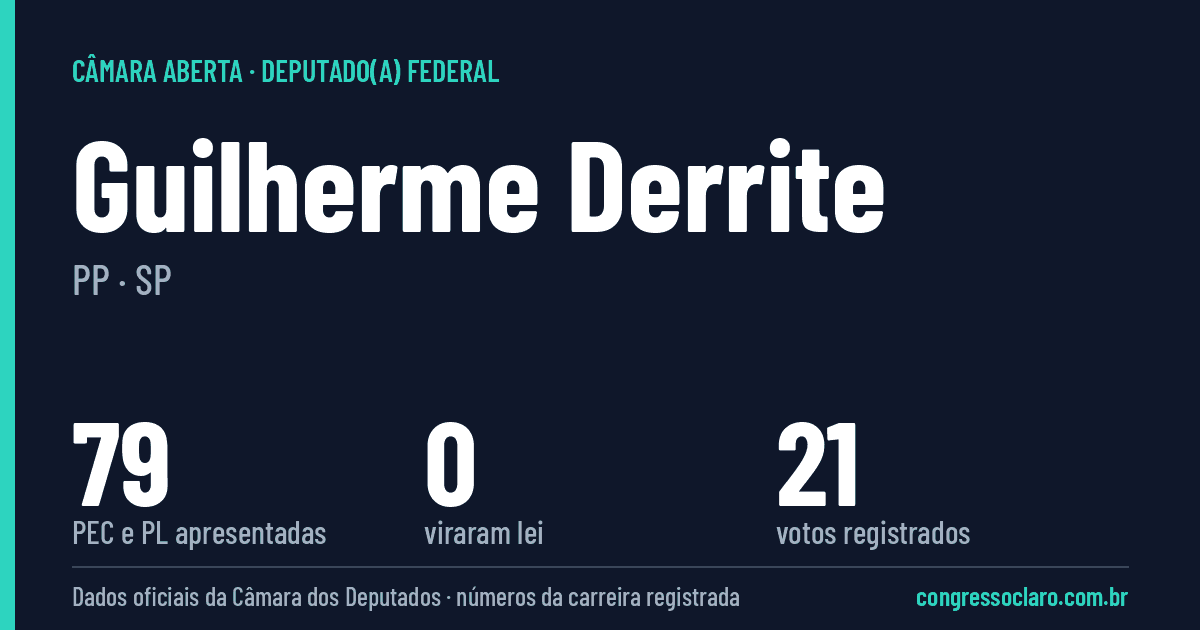 CÂMARA ABERTA · DEPUTADO(A) FEDERAL
Guilherme Derrite
PP · SP
79 0 21
PEC e PL apresentadas viraram lei votos registrados
Dados oficiais da Câmara dos Deputados · números da carreira registrada congressoclaro.com.br